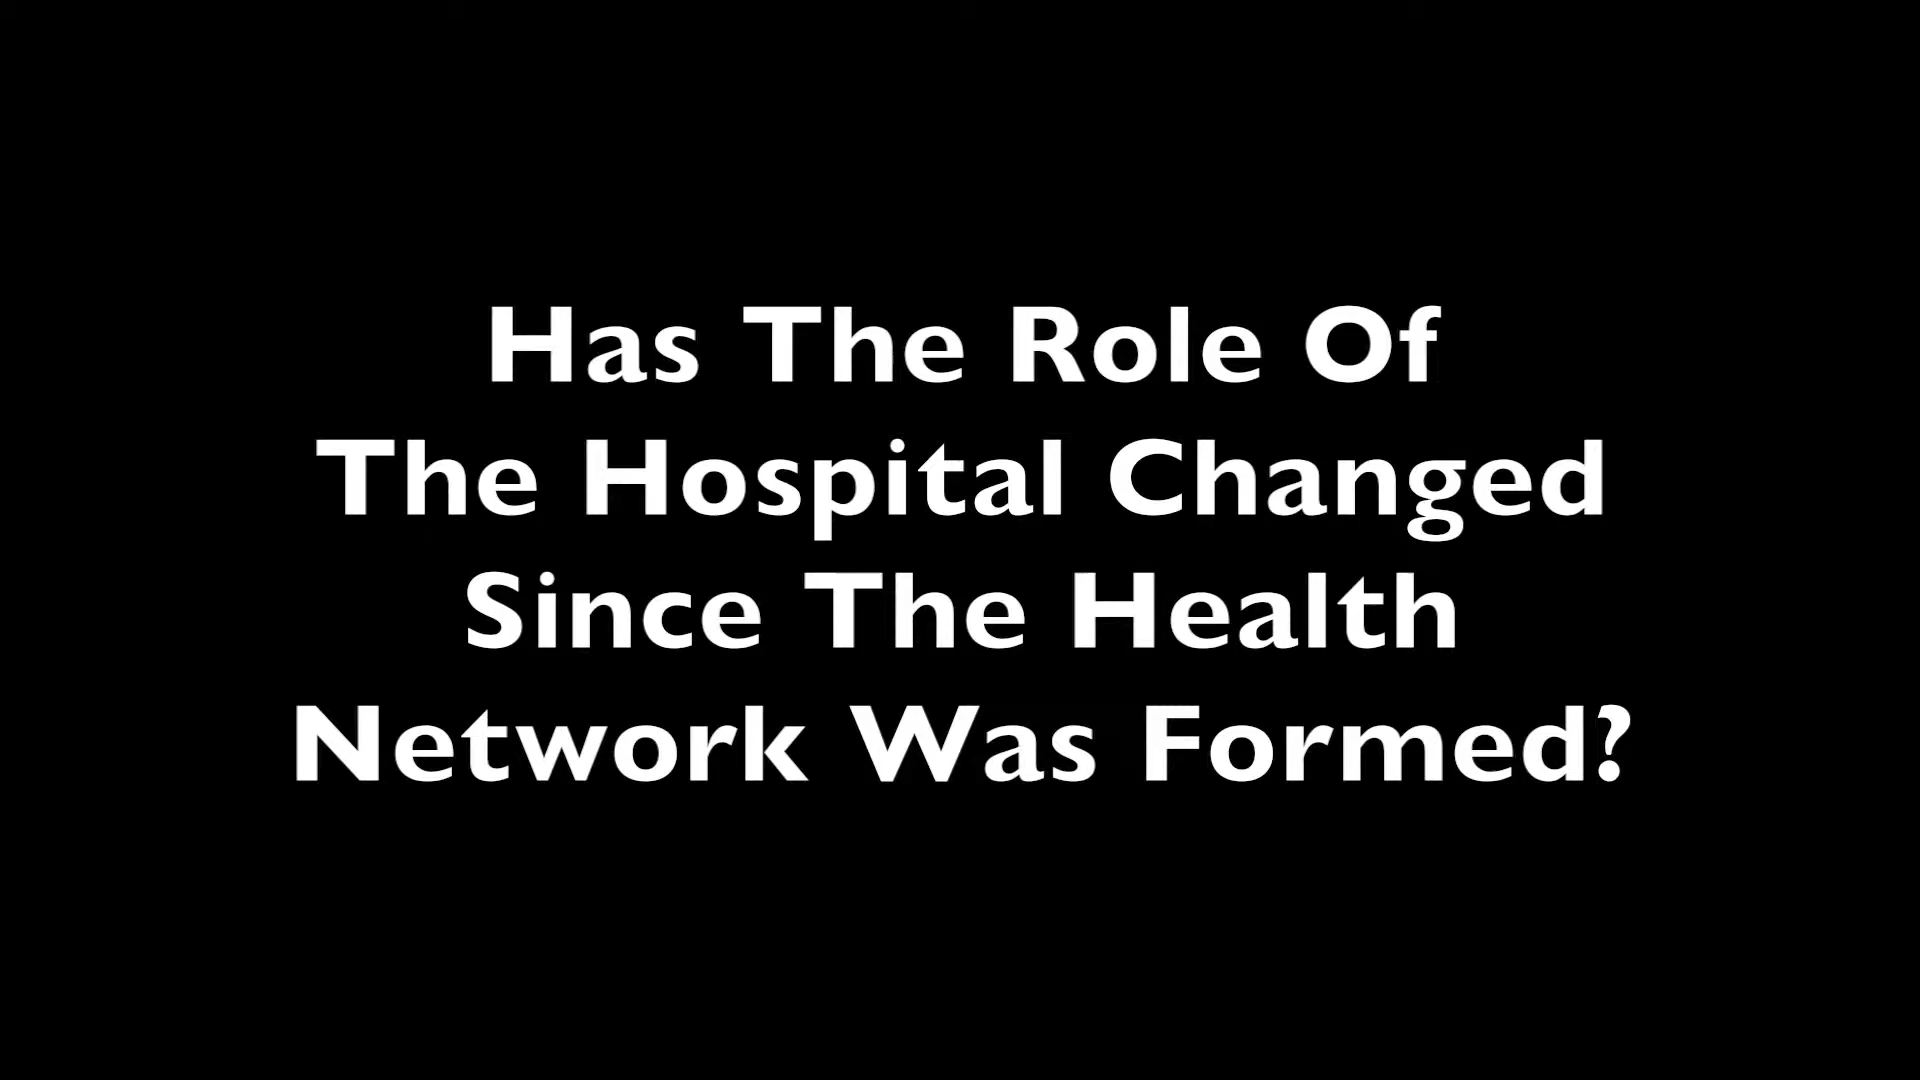 Has The Role Of
The Hospital Changed
Since The Health
Network Was Formed?